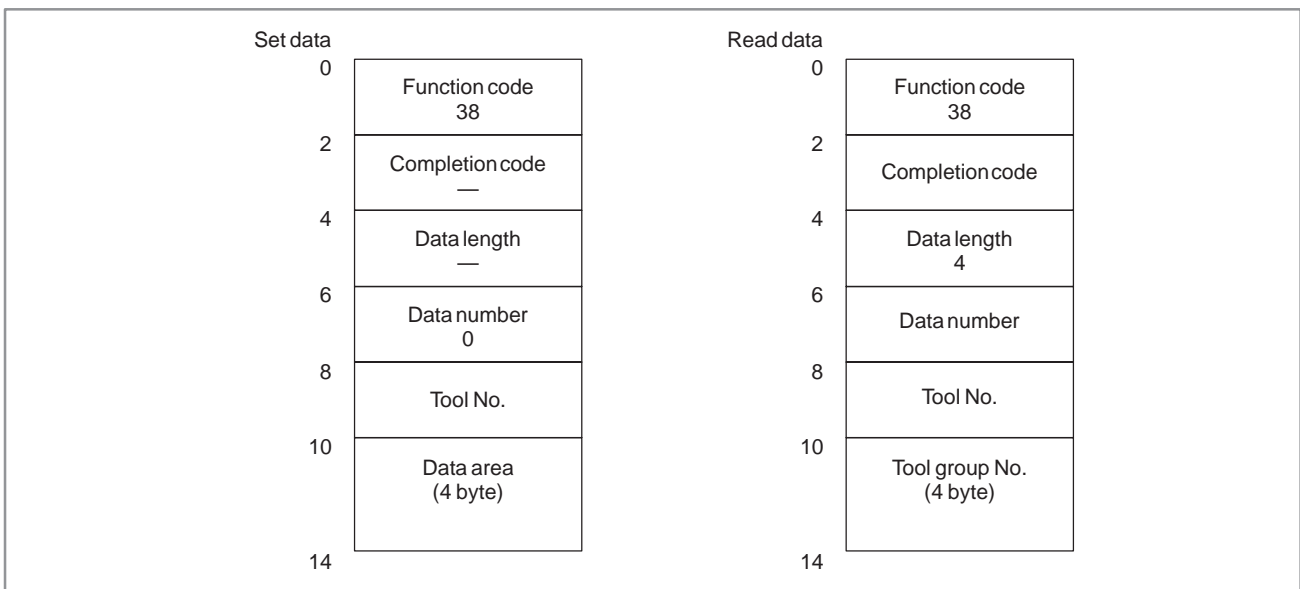 Set data
0
Function code
38
2
Completion code
—
4
Data length
—
6
Data number
0
8
Tool No.
10
Data area
(4 byte)
14
Read data
0
Function code
38
2
Completion code
4
Data length
4
6
Data number
8
Tool No.
10
Tool group No.
(4 byte)
14